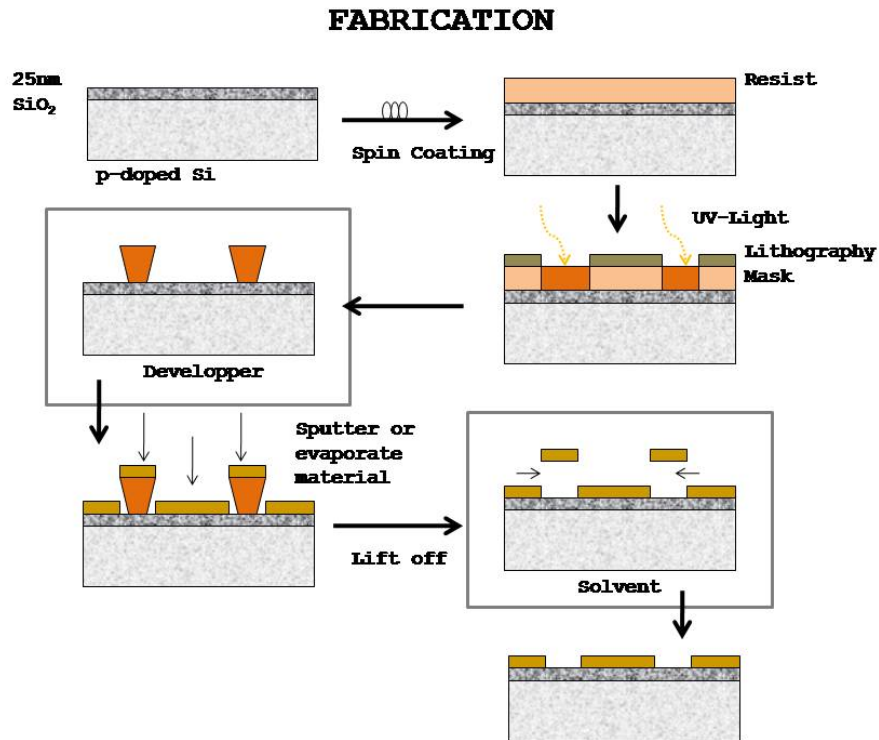 FABRICATION
25nm
SiO₂
p-doped Si
Spin Coating
Resist
UV-Light
Lithography
Mask
Developper
Sputter or
evaporate
material
Lift off
Solvent